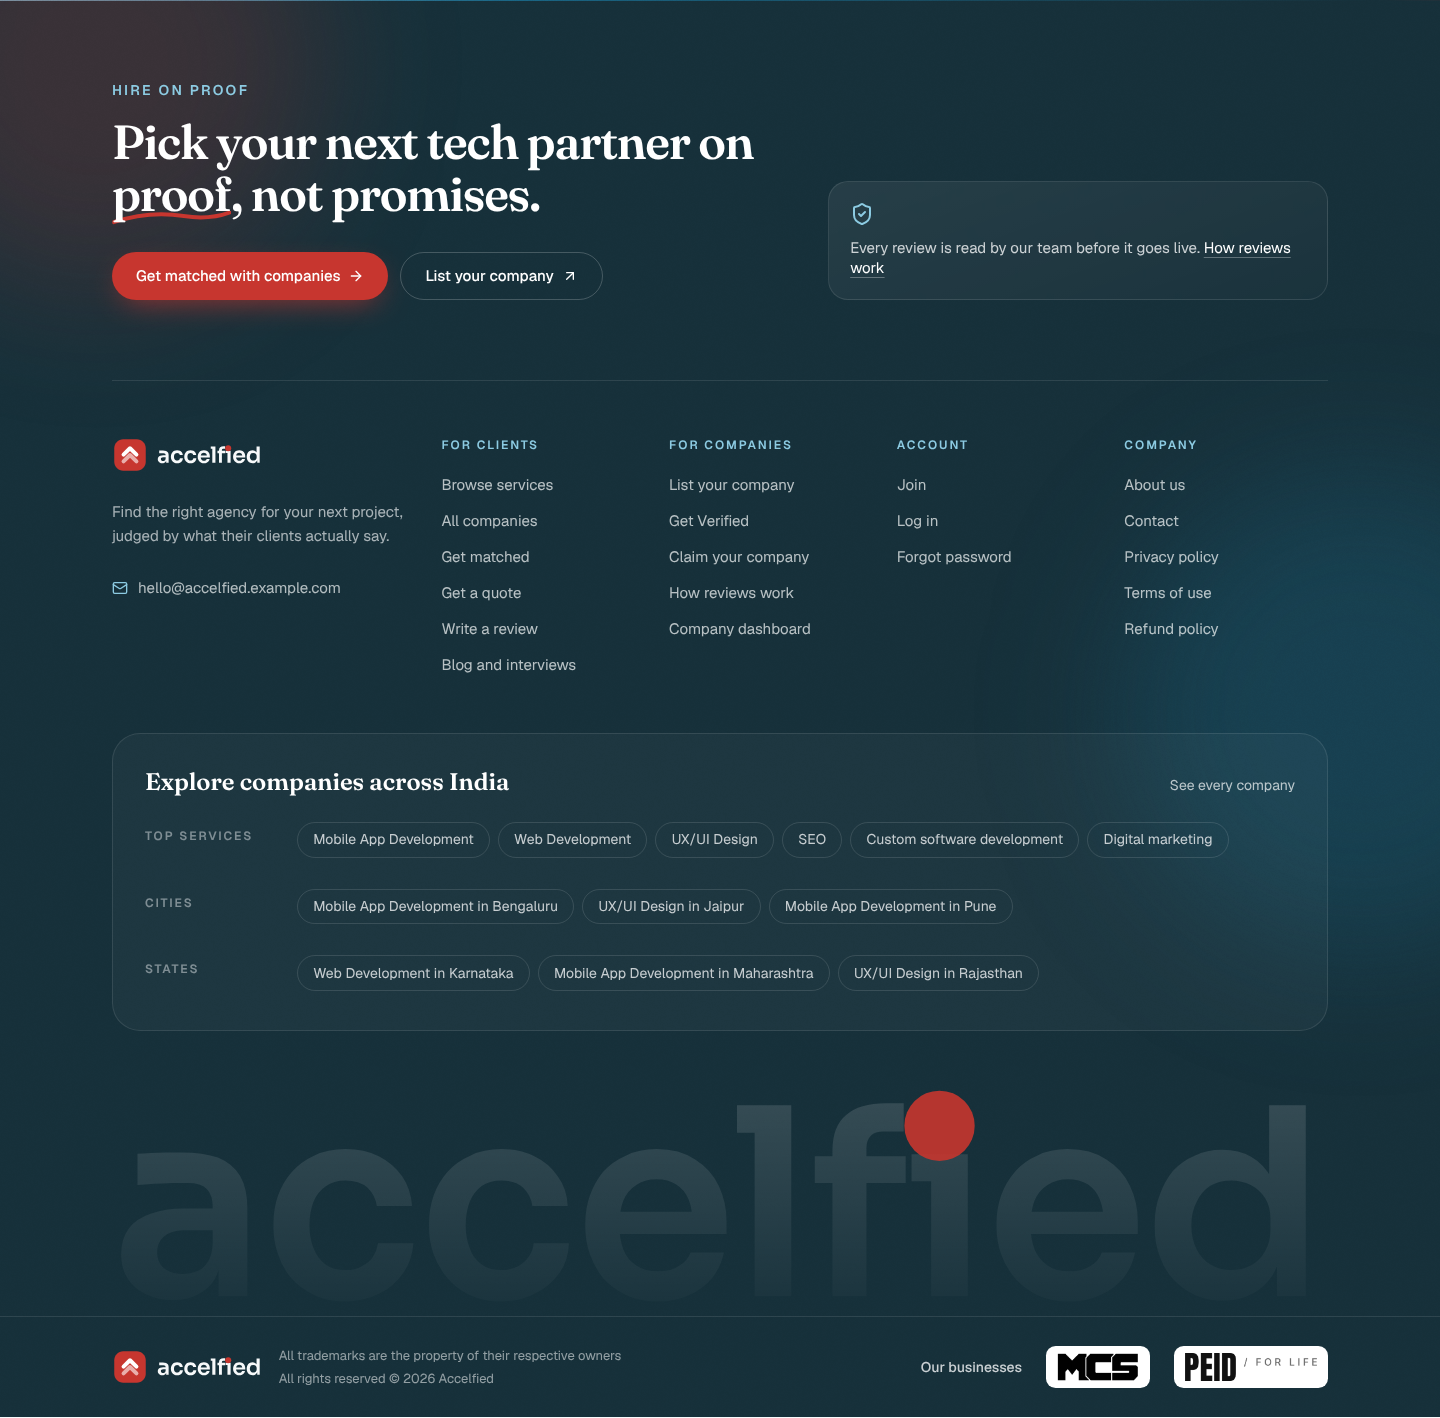 HIRE ON PROOF
Pick your next tech partner on
proof, not promises.
Get matched with companies
List your company
Every review is read by our team before it goes live. How reviews
work
accelfied
Find the right agency for your next project,
judged by what their clients actually say.
hello@accelfied.example.com
FOR CLIENTS
Browse services
All companies
Get matched
Get a quote
Write a review
Blog and interviews
FOR COMPANIES
List your company
Get Verified
Claim your company
How reviews work
Company dashboard
ACCOUNT
Join
Log in
Forgot password
COMPANY
About us
Contact
Privacy policy
Terms of use
Refund policy
Explore companies across India
See every company
TOP SERVICES
Mobile App Development
Web Development
UX/UI Design
SEO
Custom software development
Digital marketing
CITIES
Mobile App Development in Bengaluru
UX/UI Design in Jaipur
Mobile App Development in Pune
STATES
Web Development in Karnataka
Mobile App Development in Maharashtra
UX/UI Design in Rajasthan
accelfied
accelfied
All trademarks are the property of their respective owners
All rights reserved © 2026 Accelfied
Our businesses
MCS
PEID / FOR LIFE